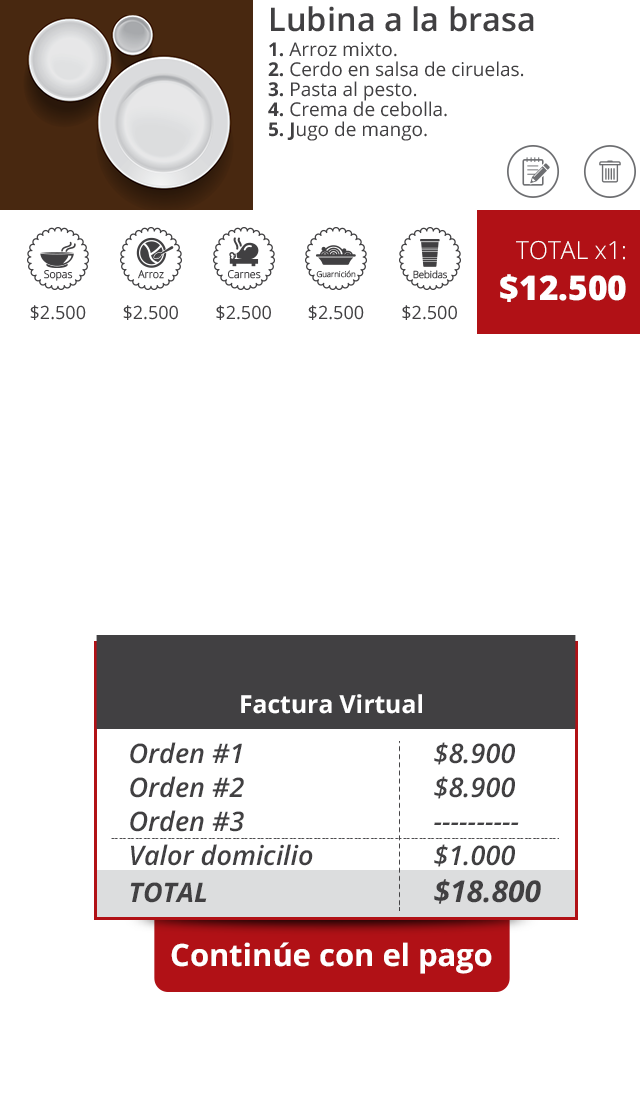 Lubina a la brasa
1. Arroz mixto.
2. Cerdo en salsa de ciruelas.
3. Pasta al pesto.
4. Crema de cebolla.
5. Jugo de mango.
Sopas Arroz Carnes Guarnición Bebidas
$2.500 $2.500 $2.500 $2.500 $2.500
TOTAL x1:
$12.500
Factura Virtual
Orden #1 $8.900
Orden #2 $8.900
Orden #3 ----------
Valor domicilio $1.000
TOTAL $18.800
Continúe con el pago